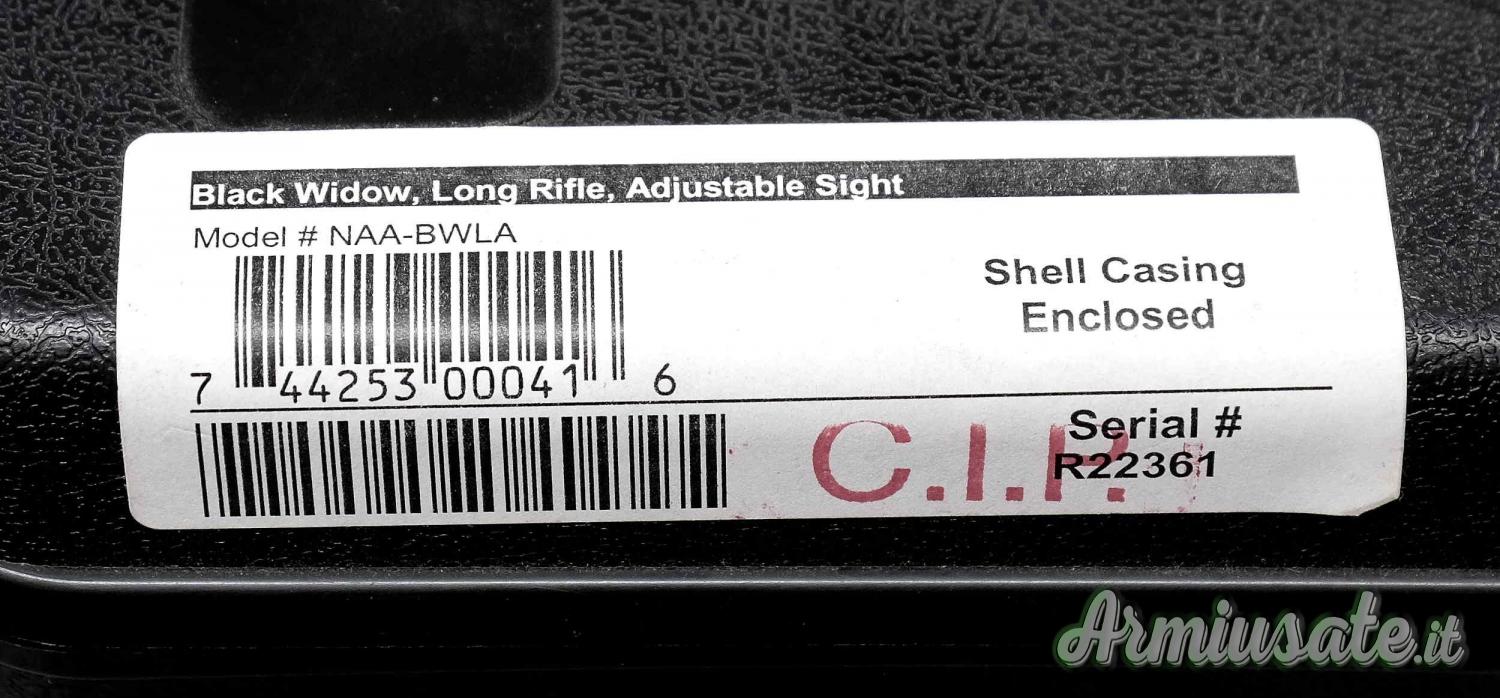 Black Widow, Long Rifle, Adjustable Sight
Model # NAA-BWLA
Shell Casing
Enclosed
7 44253 00041 6
Serial #
R22361
C.I.P.
Armiusate.it